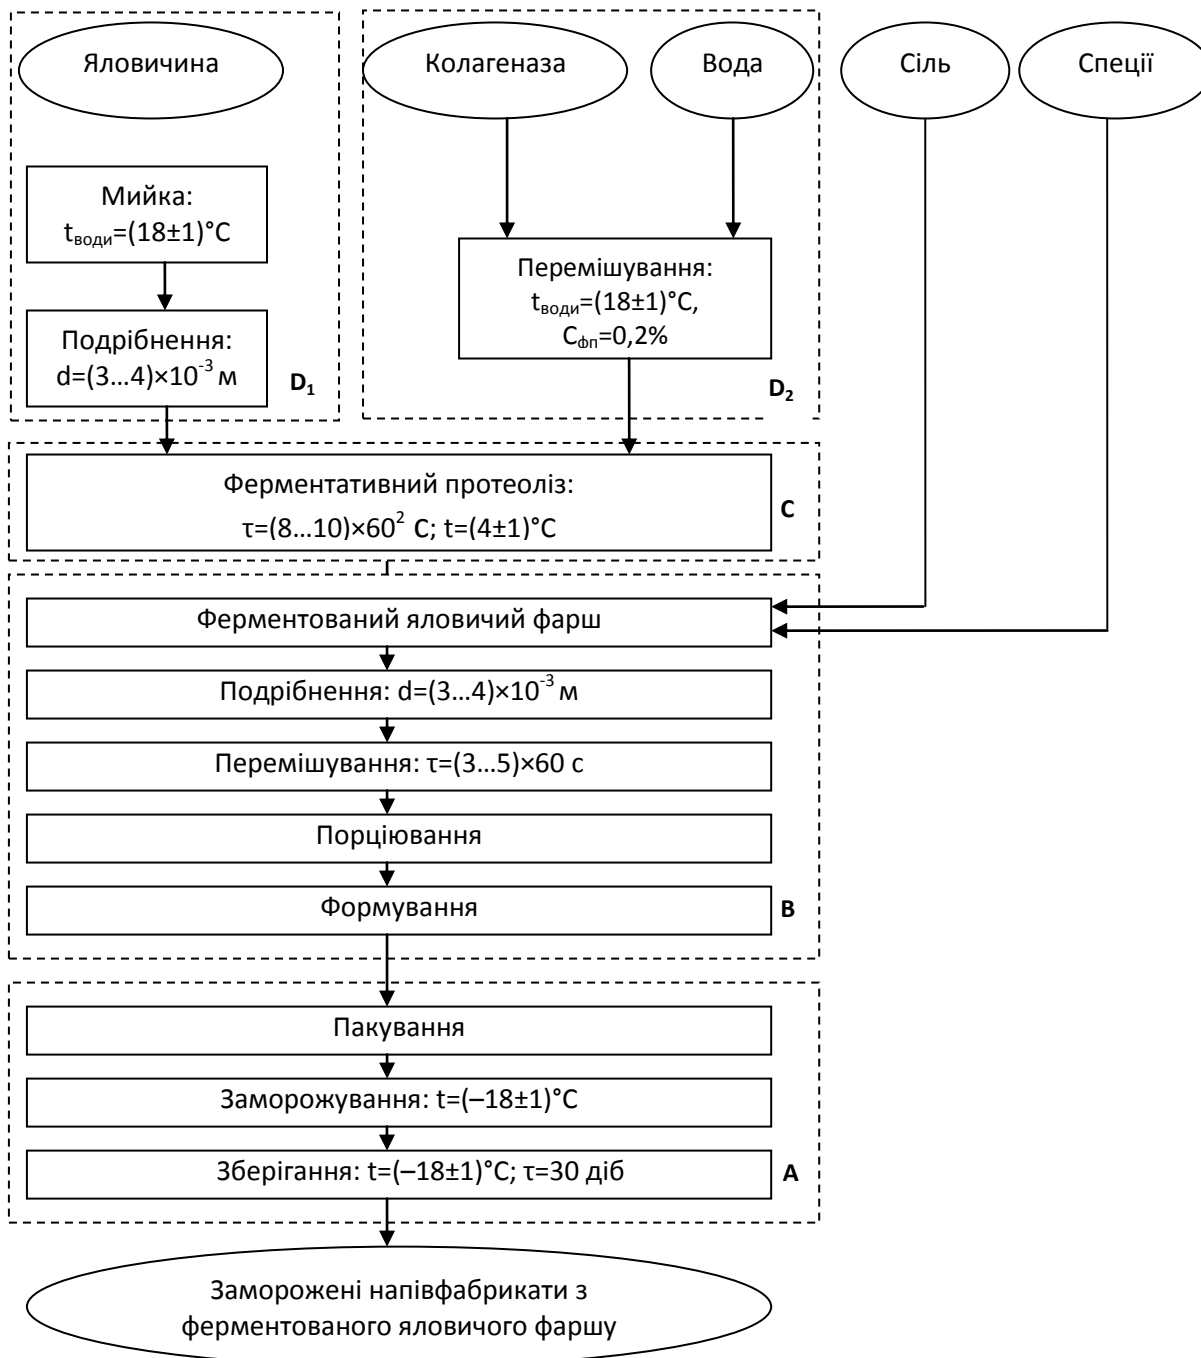 Яловичина
Колагеназа
Вода
Сіль
Спеції
Мийка:
tводи=(18±1)°С
Подрібнення:
d=(3...4)×10⁻³ м
D₁
Перемішування:
tводи=(18±1)°С,
Сфп=0,2%
D₂
Ферментативний протеоліз:
τ=(8...10)×60² с; t=(4±1)°С
С
Ферментований яловичий фарш
Подрібнення: d=(3...4)×10⁻³ м
Перемішування: τ=(3...5)×60 с
Порціювання
Формування
В
Пакування
Заморожування: t=(–18±1)°С
Зберігання: t=(–18±1)°С; τ=30 діб
А
Заморожені напівфабрикати з
ферментованого яловичого фаршу